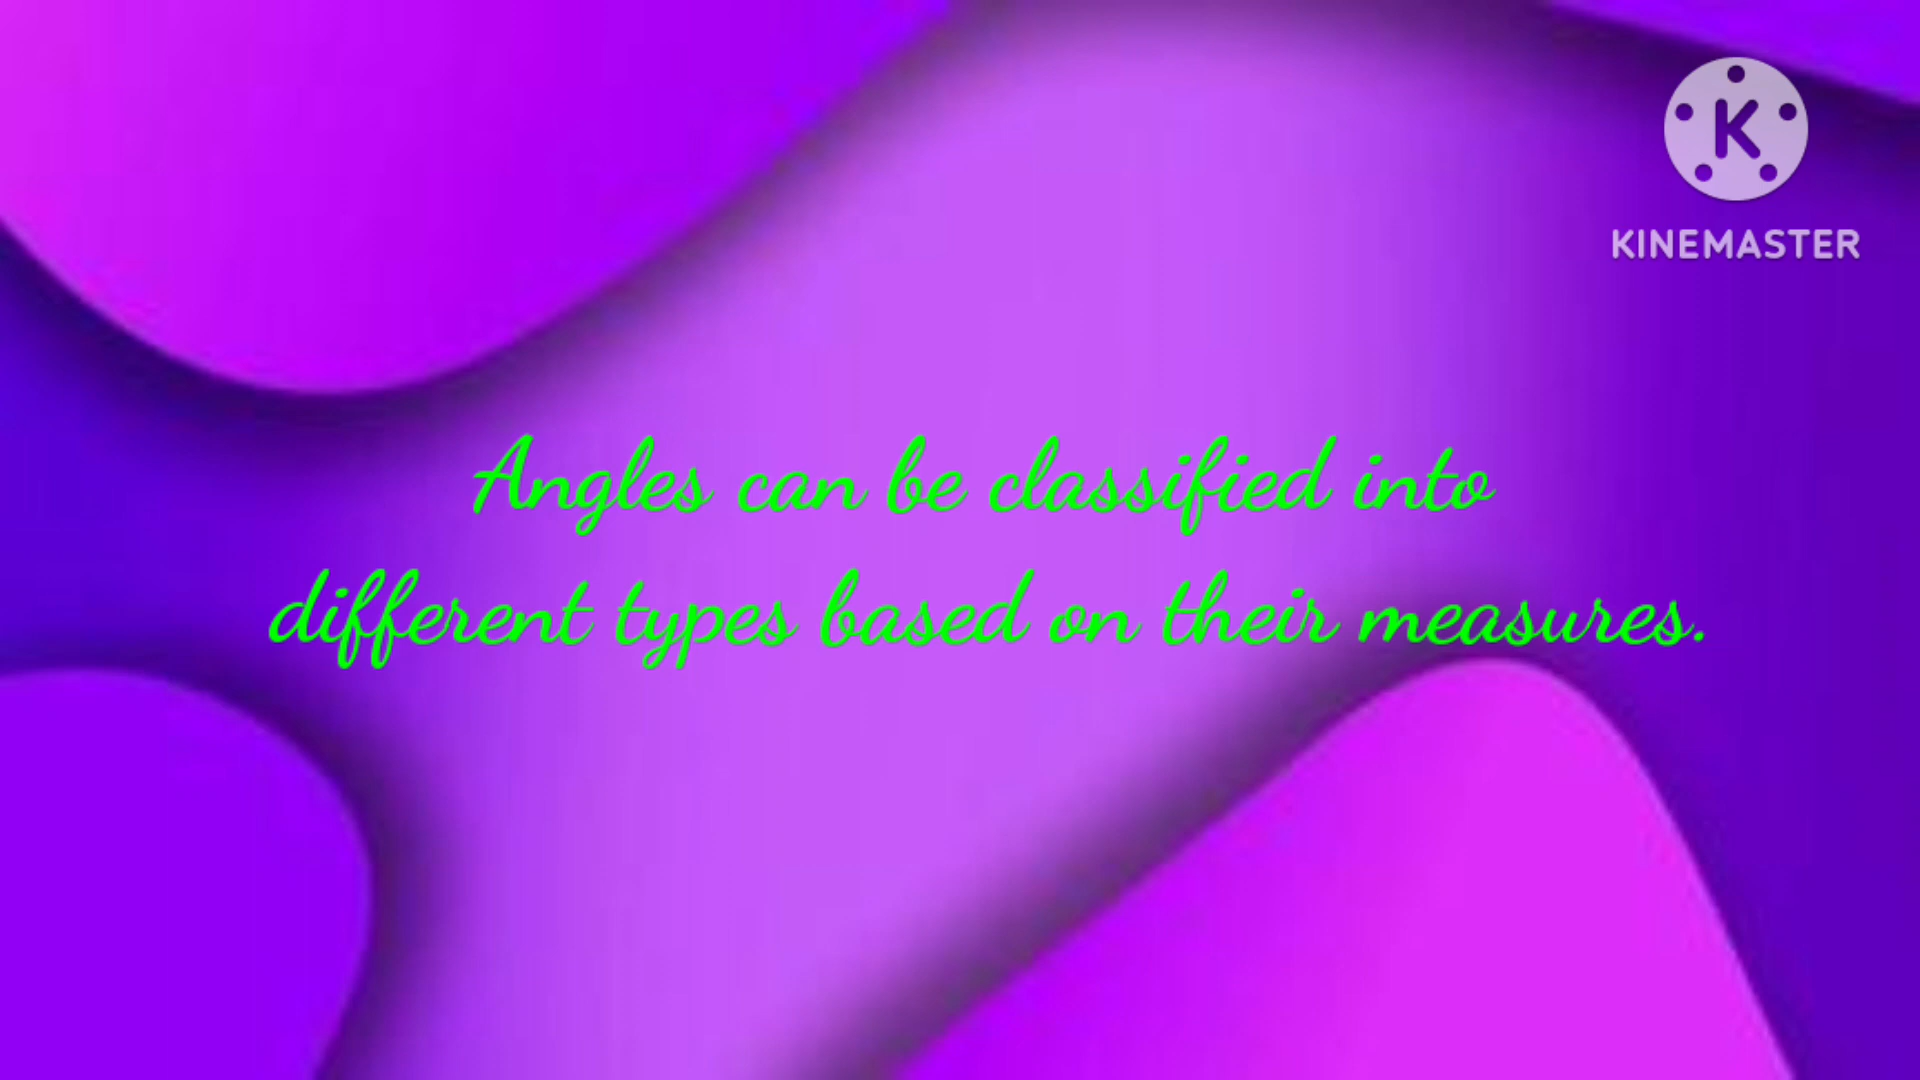 K
KINEMASTER
Angles can be classified into
different types based on their measures.